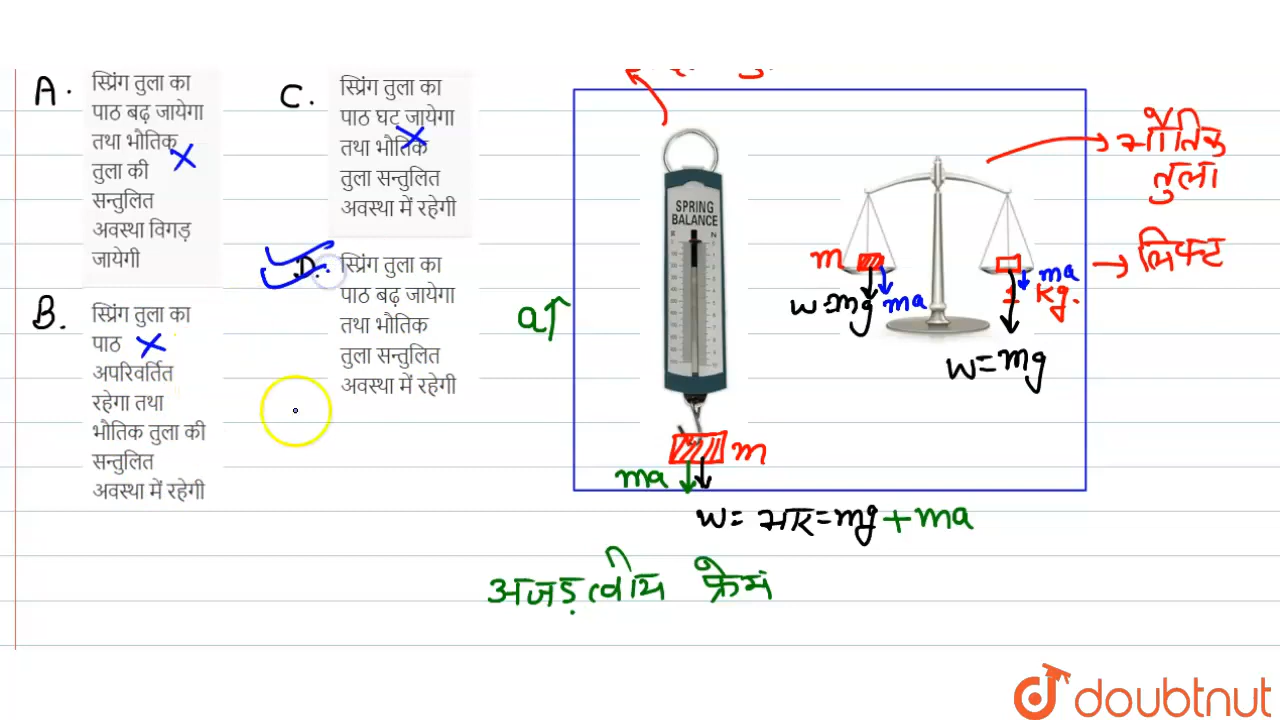 A.
स्प्रिंग तुला का
पाठ बढ़ जायेगा
तथा भौतिक
तुला की
सन्तुलित
अवस्था विगड़
जायेगी
B.
स्प्रिंग तुला का
पाठ
अपरिवर्तित
रहेगा तथा
भौतिक तुला की
सन्तुलित
अवस्था में रहेगी
C.
स्प्रिंग तुला का
पाठ घट जायेगा
तथा भौतिक
तुला सन्तुलित
अवस्था में रहेगी
D.
स्प्रिंग तुला का
पाठ बढ़ जायेगा
तथा भौतिक
तुला सन्तुलित
अवस्था में रहेगी
a↑
SPRING
BALANCE
m
ma
w = भार = mg + ma
m
w=mg
ma
ma
kg.
w=mg
भौतिक
तुला
लिफ्ट
अजड़त्वीय फ्रेम
doubtnut